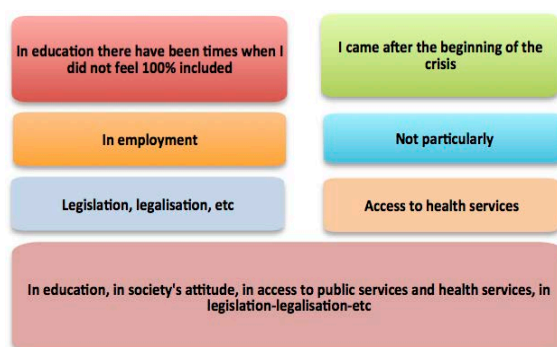 In education there have been times when I
did not feel 100% included
I came after the beginning of the
crisis
In employment
Not particularly
Legislation, legalisation, etc
Access to health services
In education, in society's attitude, in access to public services and health services, in
legislation-legalisation-etc